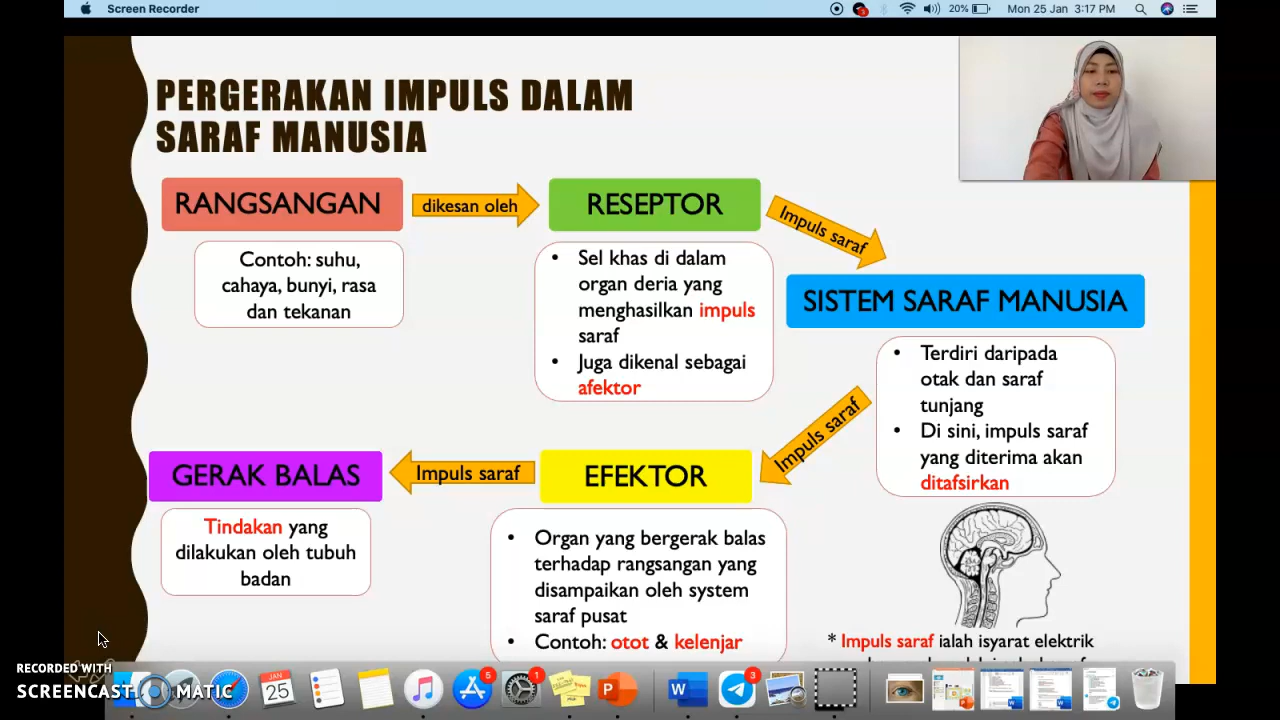 Screen Recorder
20%
Mon 25 Jan 3:17 PM
PERGERAKAN IMPULS DALAM
SARAF MANUSIA
RANGSANGAN
dikesan oleh
RESEPTOR
Impuls saraf
Contoh: suhu,
cahaya, bunyi, rasa
dan tekanan
• Sel khas di dalam
organ deria yang
menghasilkan impuls
saraf
• Juga dikenal sebagai
afektor
SISTEM SARAF MANUSIA
• Terdiri daripada
otak dan saraf
tunjang
• Di sini, impuls saraf
yang diterima akan
ditafsirkan
Impuls saraf
EFEKTOR
Impuls saraf
GERAK BALAS
Tindakan yang
dilakukan oleh tubuh
badan
• Organ yang bergerak balas
terhadap rangsangan yang
disampaikan oleh system
saraf pusat
• Contoh: otot & kelenjar
* Impuls saraf ialah isyarat elektrik
RECORDED WITH
SCREENCAST MATIC
JAN
25
5
1
3